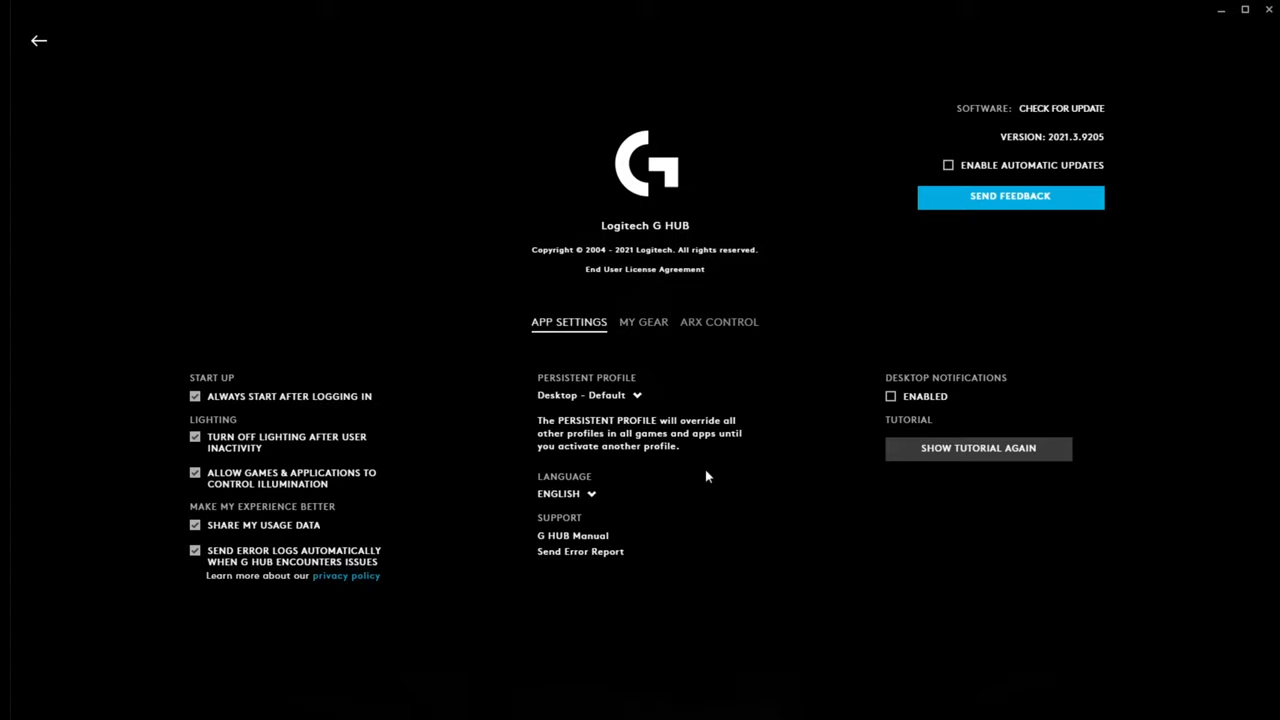 SOFTWARE: CHECK FOR UPDATE
VERSION: 2021.3.9205
ENABLE AUTOMATIC UPDATES
SEND FEEDBACK
Logitech G HUB
Copyright © 2004 - 2021 Logitech. All rights reserved.
End User License Agreement
APP SETTINGS MY GEAR ARX CONTROL
START UP
ALWAYS START AFTER LOGGING IN
LIGHTING
TURN OFF LIGHTING AFTER USER
INACTIVITY
ALLOW GAMES & APPLICATIONS TO
CONTROL ILLUMINATION
MAKE MY EXPERIENCE BETTER
SHARE MY USAGE DATA
SEND ERROR LOGS AUTOMATICALLY
WHEN G HUB ENCOUNTERS ISSUES
Learn more about our privacy policy
PERSISTENT PROFILE
Desktop - Default
The PERSISTENT PROFILE will override all
other profiles in all games and apps until
you activate another profile.
LANGUAGE
ENGLISH
SUPPORT
G HUB Manual
Send Error Report
DESKTOP NOTIFICATIONS
ENABLED
TUTORIAL
SHOW TUTORIAL AGAIN